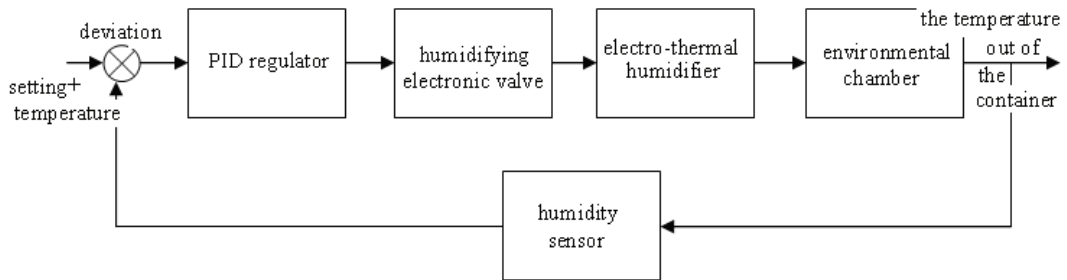 deviation
setting+
temperature
PID regulator
humidifying
electronic valve
electro-thermal
humidifier
environmental
chamber
the temperature
out of
the
container
humidity
sensor